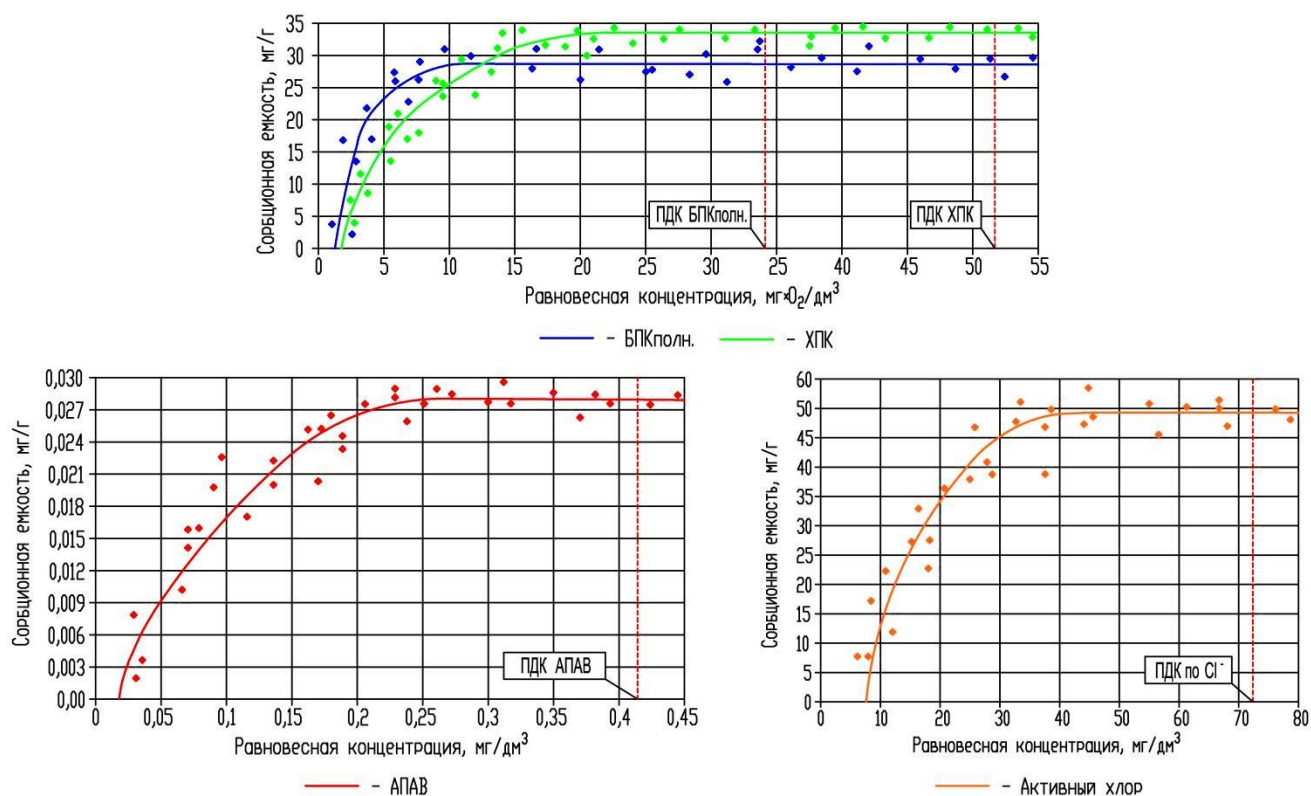 Сорбционная емкость, мг/г
35
30
25
20
15
10
5
0
ПДК БПКполн.
ПДК ХПК
0 5 10 15 20 25 30 35 40 45 50 55
Равновесная концентрация, мг×O₂/дм³
– БПКполн. – ХПК
Сорбционная емкость, мг/г
0,030
0,027
0,024
0,021
0,018
0,015
0,012
0,009
0,006
0,003
0,00
ПДК АПАВ
0 0,05 0,1 0,15 0,2 0,25 0,3 0,35 0,4 0,45
Равновесная концентрация, мг/дм³
– АПАВ
Сорбционная емкость, мг/г
60
55
50
45
40
35
30
25
20
15
10
5
0
ПДК по Cl⁻
0 10 20 30 40 50 60 70 80
Равновесная концентрация, мг/дм³
– Активный хлор